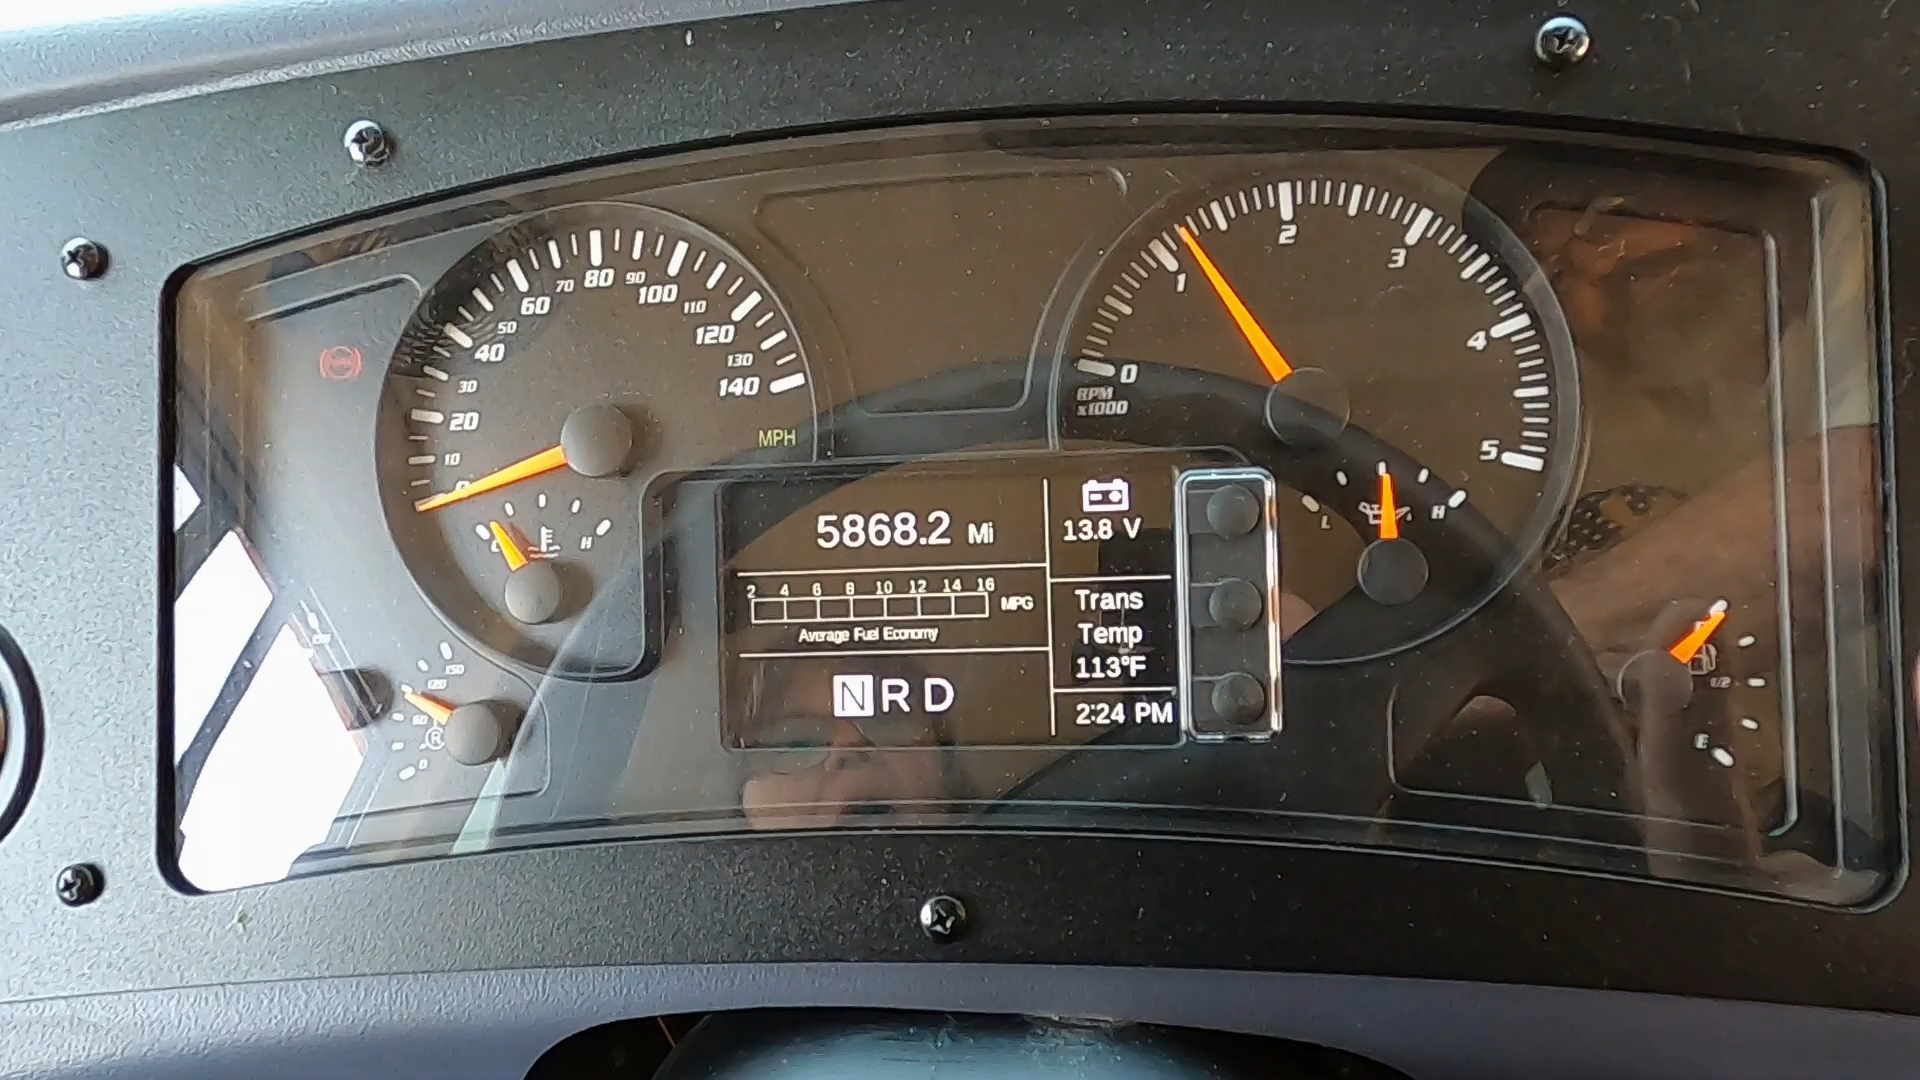 0
10
20
30
40
50
60
70
80
90
100
110
120
130
140
MPH
H
0
1
2
3
4
5
RPM
x1000
L
H
5868.2 Mi
2 4 6 8 10 12 14 16
MPG
Average Fuel Economy
N R D
13.8 V
Trans
Temp
113°F
2:24 PM
150
120
60
0
R
1/2
E